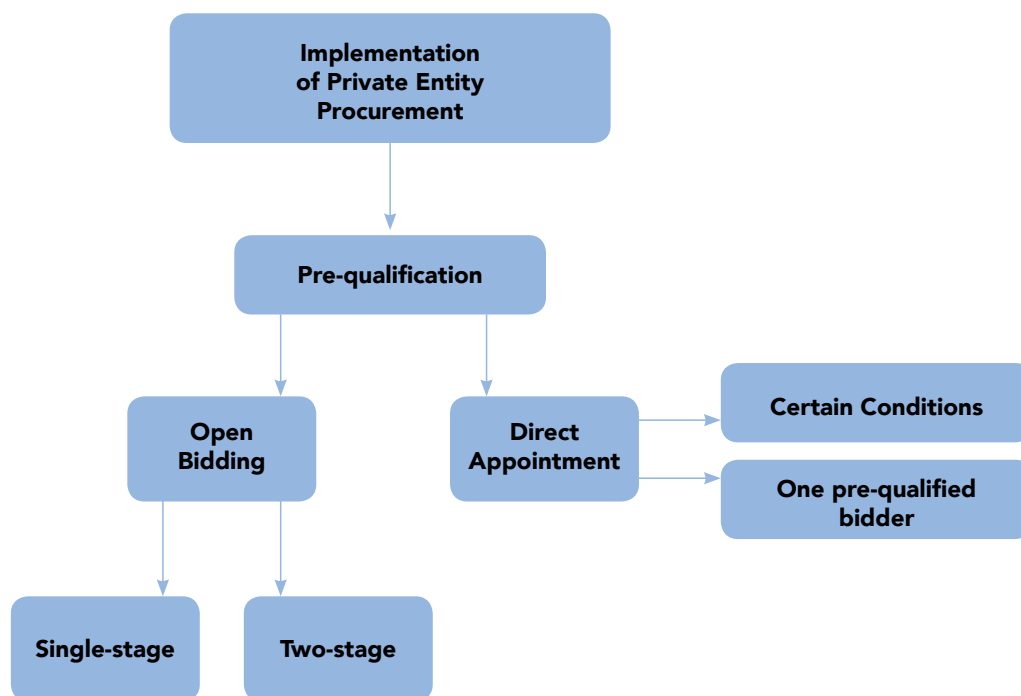 Implementation
of Private Entity
Procurement
Pre-qualification
Open
Bidding
Direct
Appointment
Certain Conditions
One pre-qualified
bidder
Single-stage
Two-stage